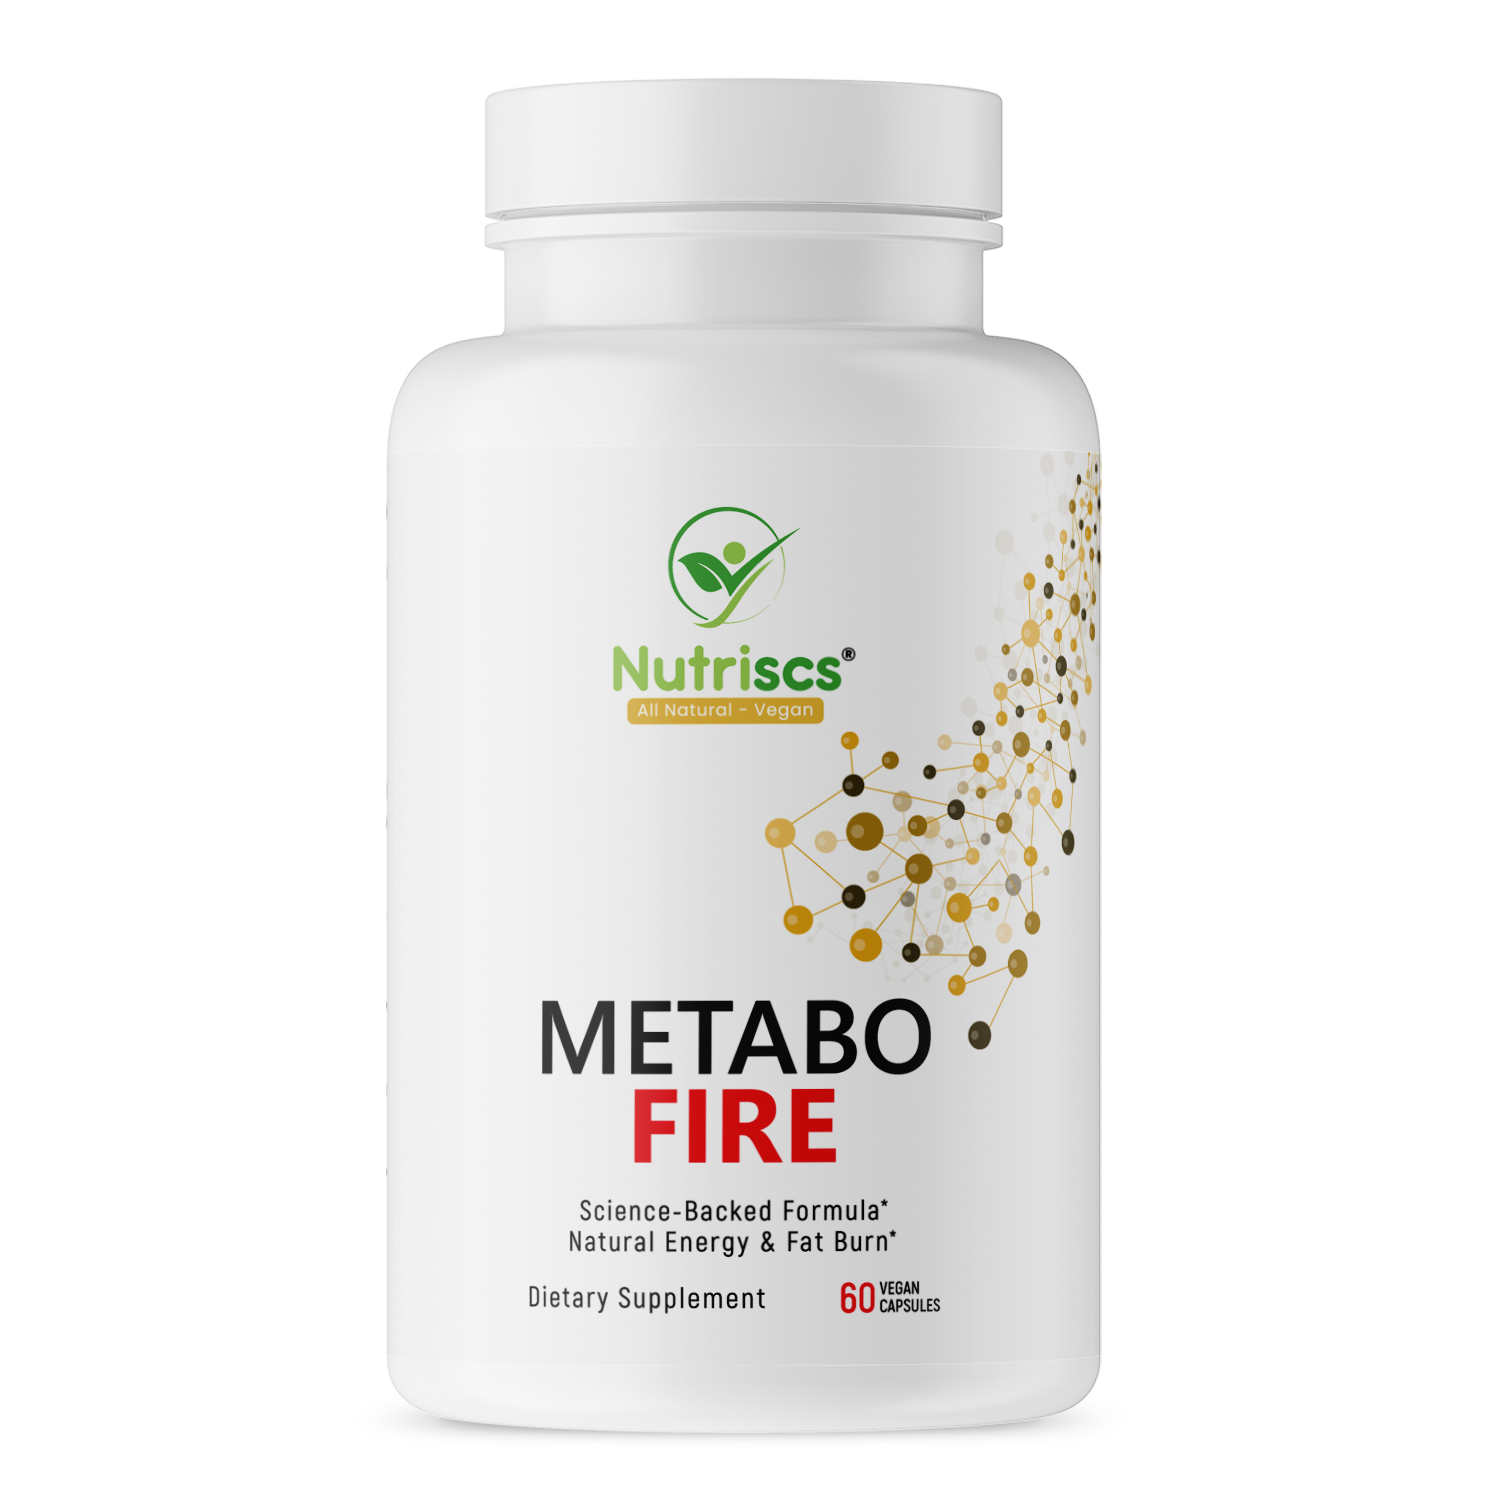 Nutriscs®
All Natural - Vegan
METABO
FIRE
Science-Backed Formula*
Natural Energy & Fat Burn*
Dietary Supplement
60 VEGAN
CAPSULES